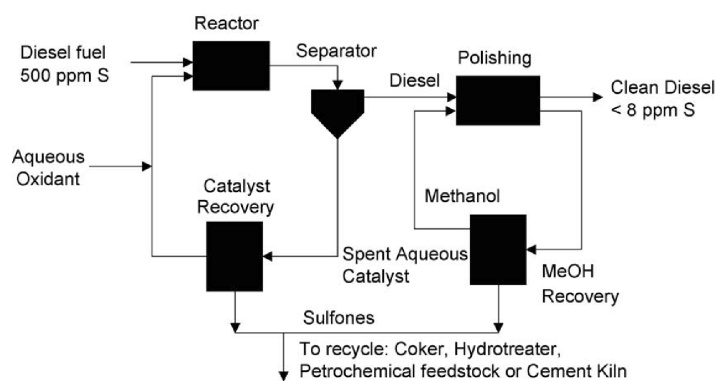 Reactor
Diesel fuel
500 ppm S
Separator
Polishing
Diesel
Clean Diesel
< 8 ppm S
Aqueous
Oxidant
Catalyst
Recovery
Methanol
Spent Aqueous
Catalyst
MeOH
Recovery
Sulfones
To recycle: Coker, Hydrotreater,
Petrochemical feedstock or Cement Kiln